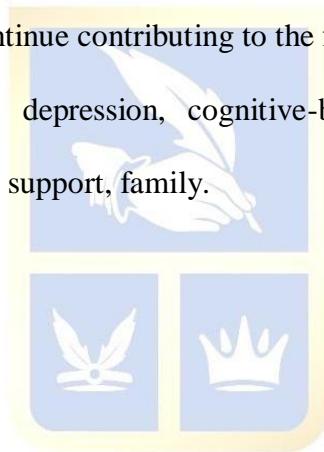 ntinue contributing to the
depression, cognitive-b
support, family.